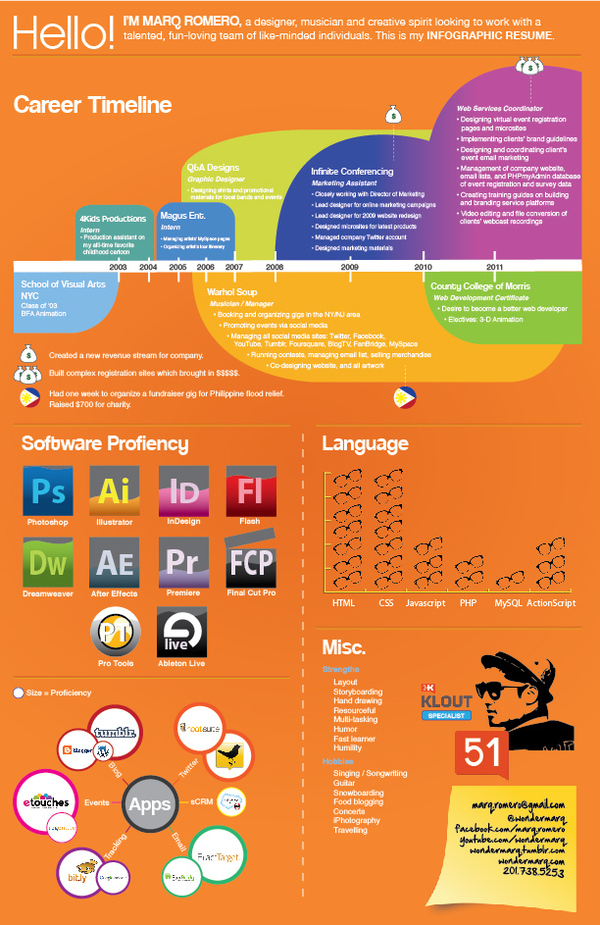 Hello!
I'M MARQ ROMERO, a designer, musician and creative spirit looking to work with a
talented, fun-loving team of like-minded individuals. This is my INFOGRAPHIC RESUME.
Career Timeline
Web Services Coordinator
• Designing virtual event registration
pages and microsites
• Implementing clients' brand guidelines
• Designing and coordinating client's
event email marketing
• Management of company website,
email lists, and PHPmyAdmin database
of event registration and survey data
• Creating training guides on building
and branding service platforms
• Video editing and file conversion of
clients' webcast recordings
Infinite Conferencing
Marketing Assistant
• Closely working with Director of Marketing
• Lead designer for online marketing campaigns
• Lead designer for 2009 website redesign
• Designed microsites for latest products
• Managed company Twitter account
• Designed marketing materials
Q&A Designs
Graphic Designer
• Designing shirts and promotional
materials for local bands and events
4Kids Productions
Intern
• Production assistant on
my all-time favorite
childhood cartoon
Magus Ent.
Intern
• Managing artists' MySpace pages
• Organizing artist's tour itinerary
2003 2004 2005 2006 2007 2008 2009 2010 2011
School of Visual Arts
NYC
Class of '03
BFA Animation
Warhol Soup
Musician / Manager
• Booking and organizing gigs in the NY/NJ area
• Promoting events via social media
• Managing all social media sites: Twitter, Facebook,
YouTube, Tumblr, Foursquare, BlogTV, FanBridge, MySpace
• Running contests, managing email list, selling merchandise
• Co-designing website, and all artwork
County College of Morris
Web Development Certificate
• Desire to become a better web developer
• Electives: 3-D Animation
$ Created a new revenue stream for company.
$ Built complex registration sites which brought in $$$$$.
Had one week to organize a fundraiser gig for Philippine flood relief.
Raised $700 for charity.
Software Profiency
Ps Ai ID Fl
Photoshop Illustrator InDesign Flash
Dw AE Pr FCP
Dreamweaver After Effects Premiere Final Cut Pro
PT live
Pro Tools Ableton Live
Language
HTML CSS Javascript PHP MySQL ActionScript
Size = Proficiency
tumblr.
blogger
Blog
Twitter
etouches
Events
Apps
sCRM
Tracking
Email
bit.ly
ExactTarget
Misc.
Strengths
Layout
Storyboarding
Hand drawing
Resourceful
Multi-tasking
Humor
Fast learner
Humility
Hobbies
Singing / Songwriting
Guitar
Snowboarding
Food blogging
Concerts
iPhotography
Travelling
KLOUT
SPECIALIST
51
marq.romero@gmail.com
@wondermarq
facebook.com/marq.romero
youtube.com/wondermarq
wondermarq.tumblr.com
wondermarq.com
201.738.5253